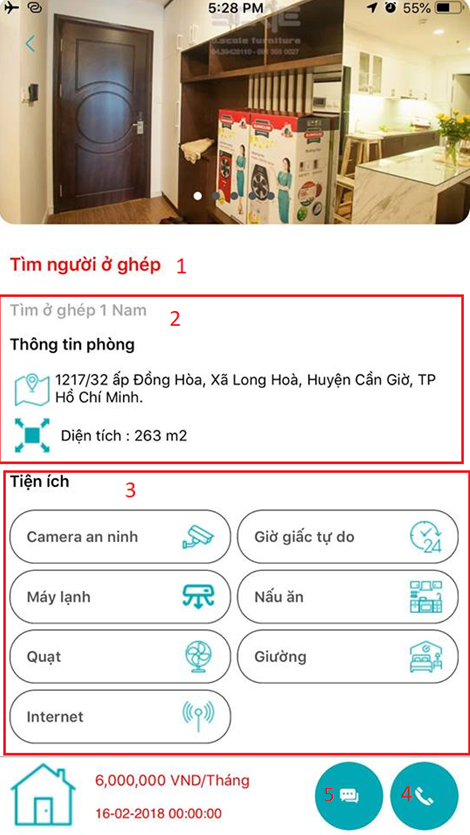 5:28 PM
55%
a.scale furniture
Tìm người ở ghép 1
Tìm ở ghép 1 Nam
2
Thông tin phòng
1217/32 ấp Đồng Hòa, Xã Long Hoà, Huyện Cần Giờ, TP
Hồ Chí Minh.
Diện tích : 263 m2
Tiện ích
3
Camera an ninh
Giờ giấc tự do
24
Máy lạnh
Nấu ăn
Quạt
Giường
Internet
6,000,000 VND/Tháng
16-02-2018 00:00:00
5
4